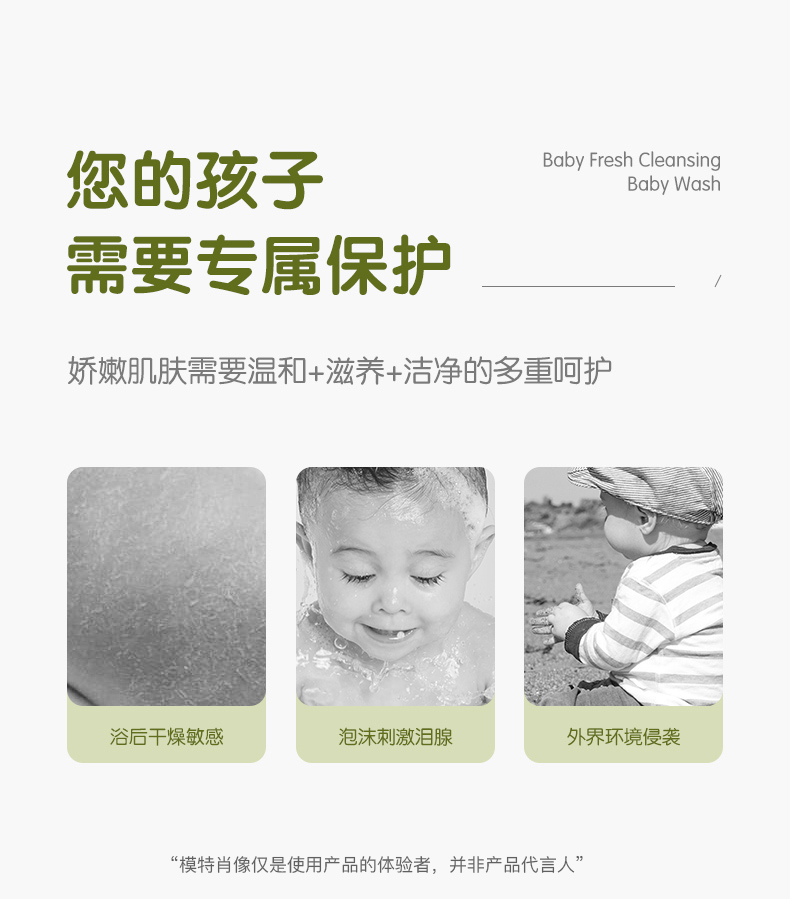 您的孩子
Baby Fresh Cleansing
Baby Wash
需要专属保护
/
娇嫩肌肤需要温和+滋养+洁净的多重呵护
浴后干燥敏感
泡沫刺激泪腺
外界环境侵袭
“模特肖像仅是使用产品的体验者，并非产品代言人”